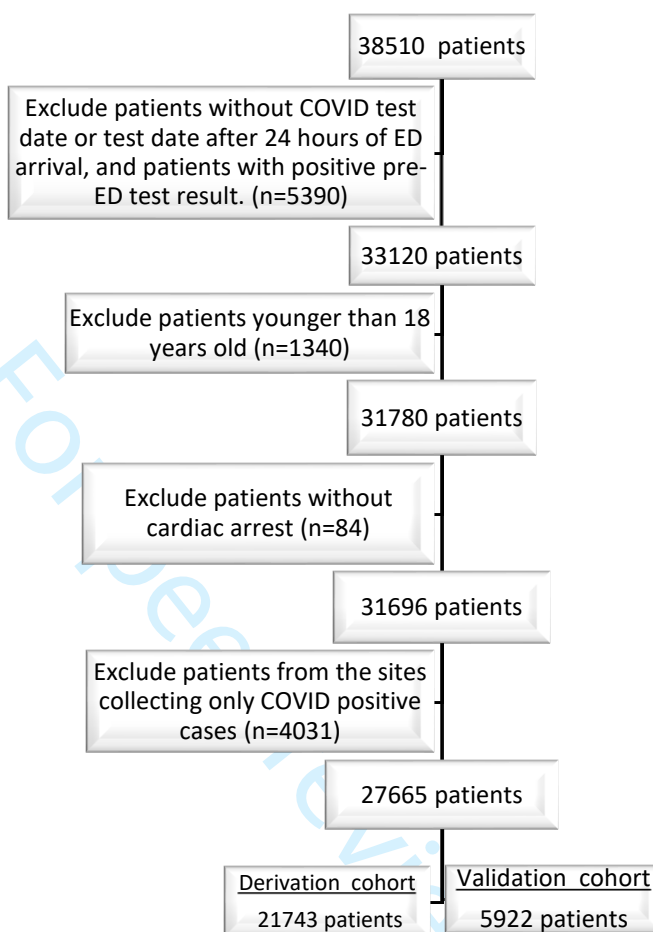 38510 patients
Exclude patients without COVID test
date or test date after 24 hours of ED
arrival, and patients with positive pre-
ED test result. (n=5390)
33120 patients
Exclude patients younger than 18
years old (n=1340)
31780 patients
Exclude patients without
cardiac arrest (n=84)
31696 patients
Exclude patients from the sites
collecting only COVID positive
cases (n=4031)
27665 patients
Derivation cohort
21743 patients
Validation cohort
5922 patients
For peer review